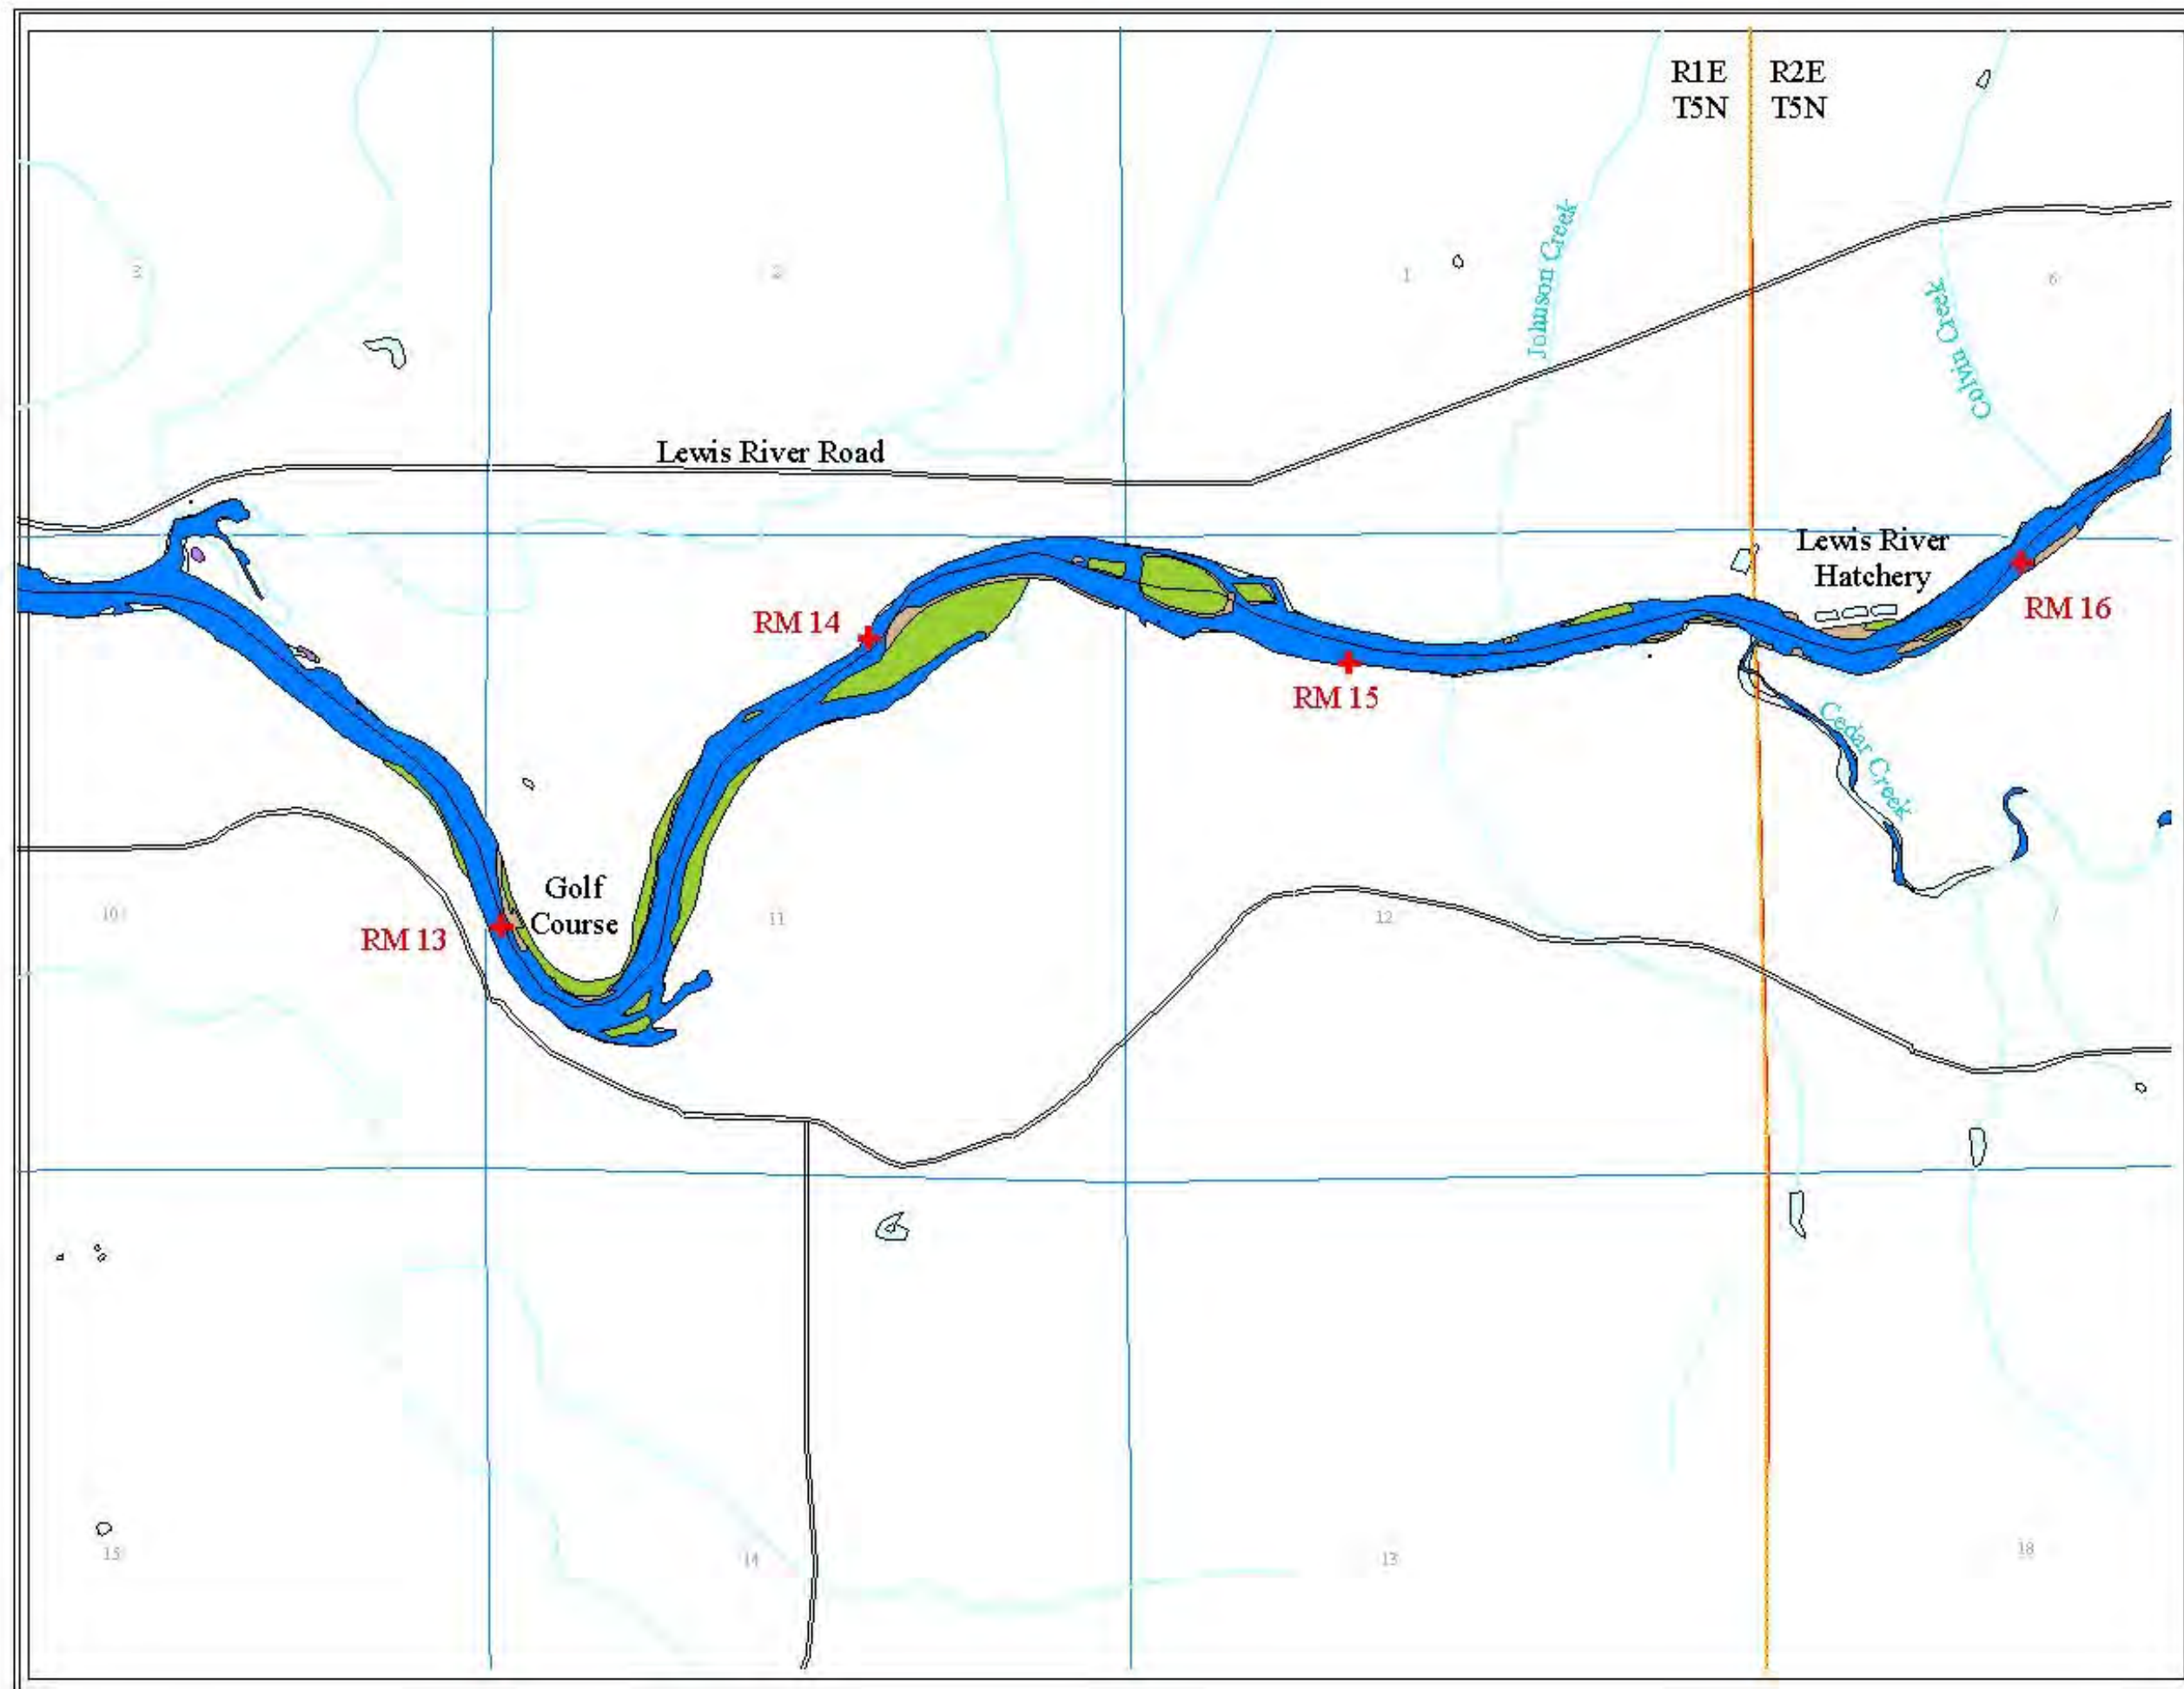 R1E R2E
T5N T5N
Johnson Creek
Colvin Creek
3
2
1
6
Lewis River Road
Lewis River
Hatchery
RM 14
RM 16
RM 15
Cedar Creek
Golf
Course
RM 13
10
11
12
7
15
14
13
18